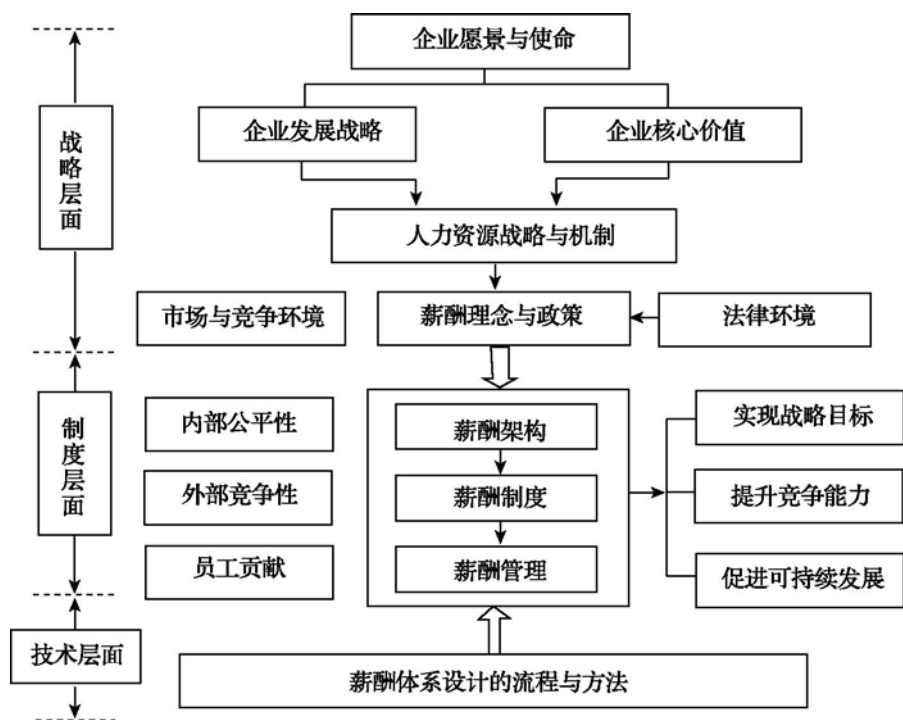 企业愿景与使命
企业发展战略
企业核心价值
战略层面
人力资源战略与机制
市场与竞争环境
薪酬理念与政策
法律环境
制度层面
内部公平性
薪酬架构
实现战略目标
外部竞争性
薪酬制度
提升竞争能力
员工贡献
薪酬管理
促进可持续发展
技术层面
薪酬体系设计的流程与方法